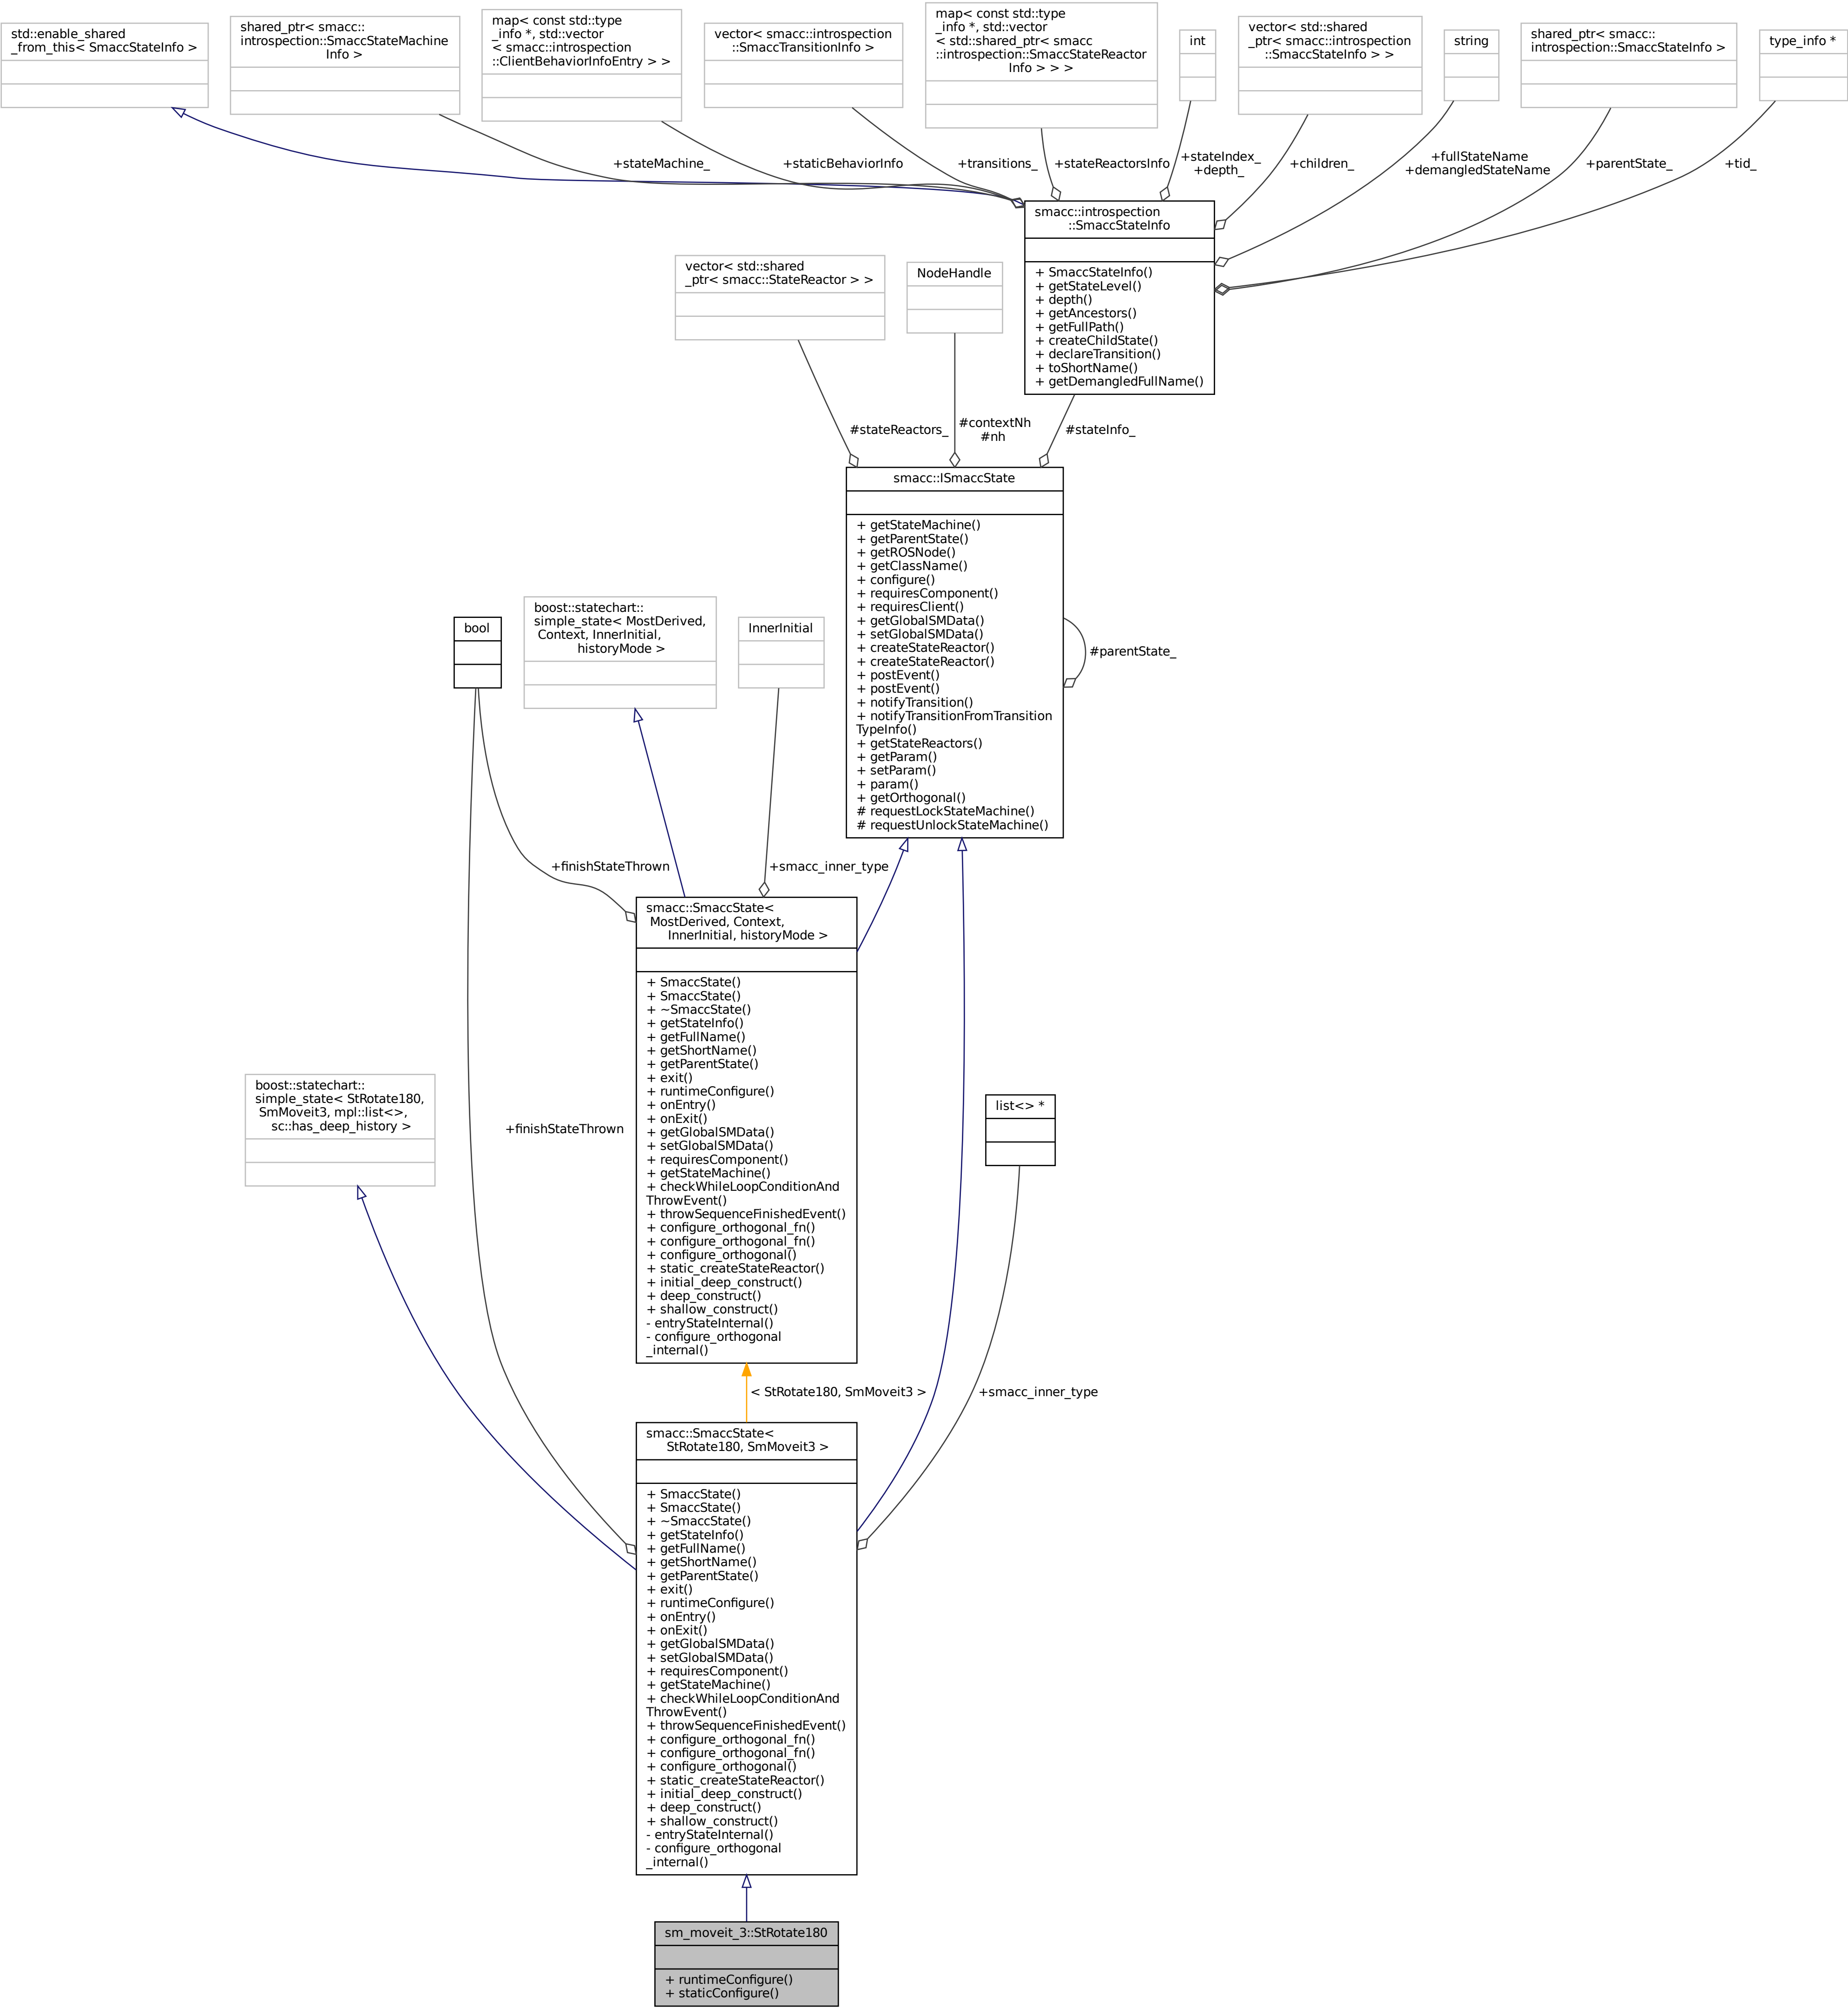 std::enable_shared
_from_this< SmaccStateInfo >
shared_ptr< smacc::
introspection::SmaccStateMachine
Info >
map< const std::type
_info *, std::vector
< smacc::introspection
::ClientBehaviorInfoEntry > >
vector< smacc::introspection
::SmaccTransitionInfo >
map< const std::type
_info *, std::vector
< std::shared_ptr< smacc
::introspection::SmaccStateReactor
Info > > >
int
vector< std::shared
_ptr< smacc::introspection
::SmaccStateInfo > >
string
shared_ptr< smacc::
introspection::SmaccStateInfo >
type_info *
+stateMachine_
+staticBehaviorInfo
+transitions_
+stateReactorsInfo
+stateIndex_
+depth_
+children_
+fullStateName
+demangledStateName
+parentState_
+tid_
smacc::introspection
::SmaccStateInfo
+ SmaccStateInfo()
+ getStateLevel()
+ depth()
+ getAncestors()
+ getFullPath()
+ createChildState()
+ declareTransition()
+ toShortName()
+ getDemangledFullName()
vector< std::shared
_ptr< smacc::StateReactor > >
NodeHandle
#stateReactors_
#contextNh
#nh
#stateInfo_
smacc::ISmaccState
+ getStateMachine()
+ getParentState()
+ getROSNode()
+ getClassName()
+ configure()
+ requiresComponent()
+ requiresClient()
+ getGlobalSMData()
+ setGlobalSMData()
+ createStateReactor()
+ createStateReactor()
+ postEvent()
+ postEvent()
+ notifyTransition()
+ notifyTransitionFromTransition
TypeInfo()
+ getStateReactors()
+ getParam()
+ setParam()
+ param()
+ getOrthogonal()
# requestLockStateMachine()
# requestUnlockStateMachine()
#parentState_
bool
boost::statechart::
simple_state< MostDerived,
Context, InnerInitial,
historyMode >
InnerInitial
+finishStateThrown
+smacc_inner_type
smacc::SmaccState<
MostDerived, Context,
InnerInitial, historyMode >
+ SmaccState()
+ SmaccState()
+ ~SmaccState()
+ getStateInfo()
+ getFullName()
+ getShortName()
+ getParentState()
+ exit()
+ runtimeConfigure()
+ onEntry()
+ onExit()
+ getGlobalSMData()
+ setGlobalSMData()
+ requiresComponent()
+ getStateMachine()
+ checkWhileLoopConditionAnd
ThrowEvent()
+ throwSequenceFinishedEvent()
+ configure_orthogonal_fn()
+ configure_orthogonal_fn()
+ configure_orthogonal()
+ static_createStateReactor()
+ initial_deep_construct()
+ deep_construct()
+ shallow_construct()
- entryStateInternal()
- configure_orthogonal
_internal()
boost::statechart::
simple_state< StRotate180,
SmMoveit3, mpl::list<>,
sc::has_deep_history >
+finishStateThrown
list<> *
< StRotate180, SmMoveit3 >
+smacc_inner_type
smacc::SmaccState<
StRotate180, SmMoveit3 >
+ SmaccState()
+ SmaccState()
+ ~SmaccState()
+ getStateInfo()
+ getFullName()
+ getShortName()
+ getParentState()
+ exit()
+ runtimeConfigure()
+ onEntry()
+ onExit()
+ getGlobalSMData()
+ setGlobalSMData()
+ requiresComponent()
+ getStateMachine()
+ checkWhileLoopConditionAnd
ThrowEvent()
+ throwSequenceFinishedEvent()
+ configure_orthogonal_fn()
+ configure_orthogonal_fn()
+ configure_orthogonal()
+ static_createStateReactor()
+ initial_deep_construct()
+ deep_construct()
+ shallow_construct()
- entryStateInternal()
- configure_orthogonal
_internal()
sm_moveit_3::StRotate180
+ runtimeConfigure()
+ staticConfigure()